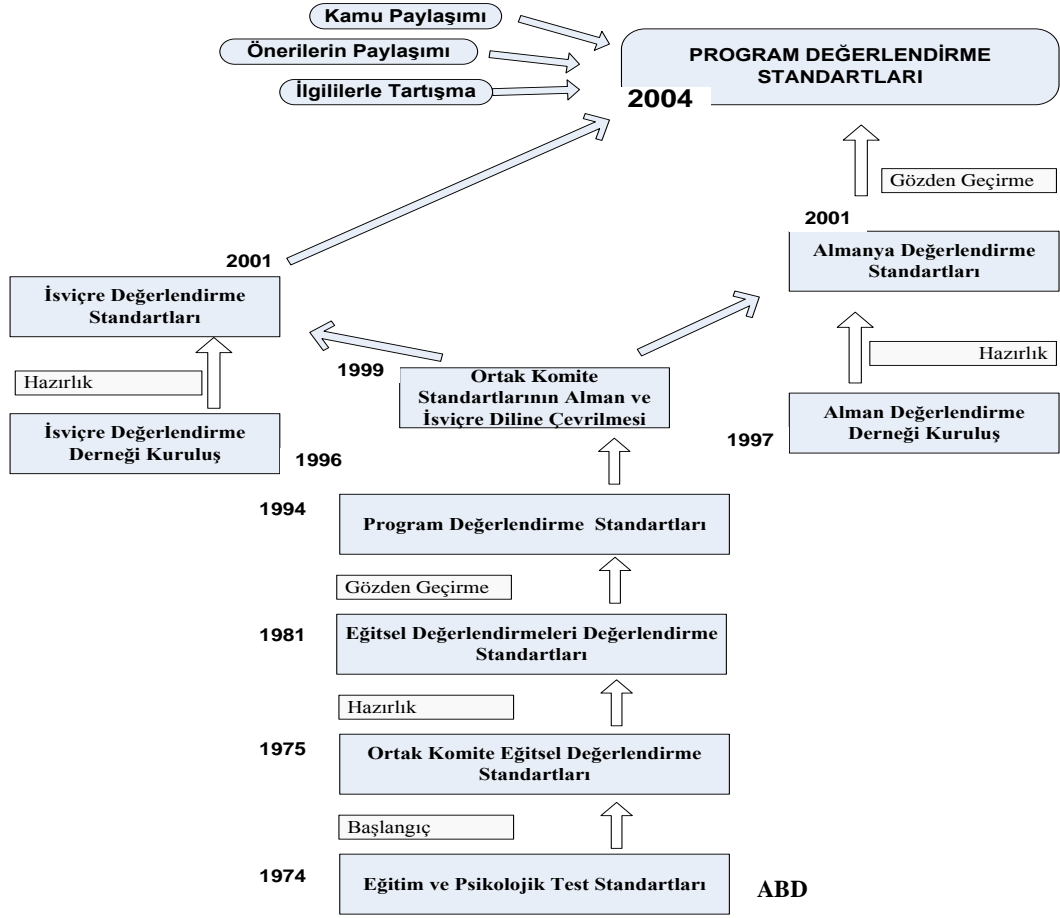 Kamu Paylaşımı
Önerilerin Paylaşımı
İlgililerle Tartışma
PROGRAM DEĞERLENDİRME
STANDARTLARI
2004
Gözden Geçirme
2001
Almanya Değerlendirme
Standartları
2001
İsviçre Değerlendirme
Standartları
Hazırlık
Hazırlık
1999
Ortak Komite
Standartlarının Alman ve
İsviçre Diline Çevrilmesi
İsviçre Değerlendirme
Derneği Kuruluş
1996
Alman Değerlendirme
Derneği Kuruluş
1997
1994
Program Değerlendirme Standartları
Gözden Geçirme
1981
Eğitsel Değerlendirmeleri Değerlendirme
Standartları
Hazırlık
1975
Ortak Komite Eğitsel Değerlendirme
Standartları
Başlangıç
1974
Eğitim ve Psikolojik Test Standartları
ABD